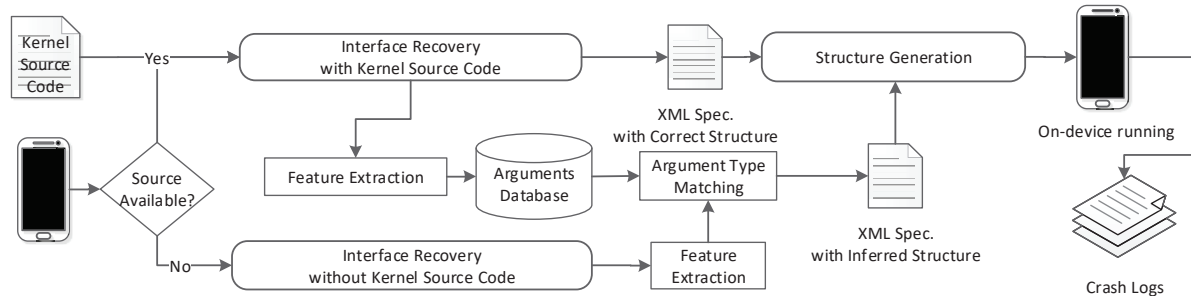 Kernel
Source
Code
Yes
Interface Recovery
with Kernel Source Code
Structure Generation
XML Spec.
with Correct Structure
On-device running
Source
Available?
Feature Extraction
Arguments
Database
Argument Type
Matching
XML Spec.
with Inferred Structure
No
Interface Recovery
without Kernel Source Code
Feature
Extraction
Crash Logs